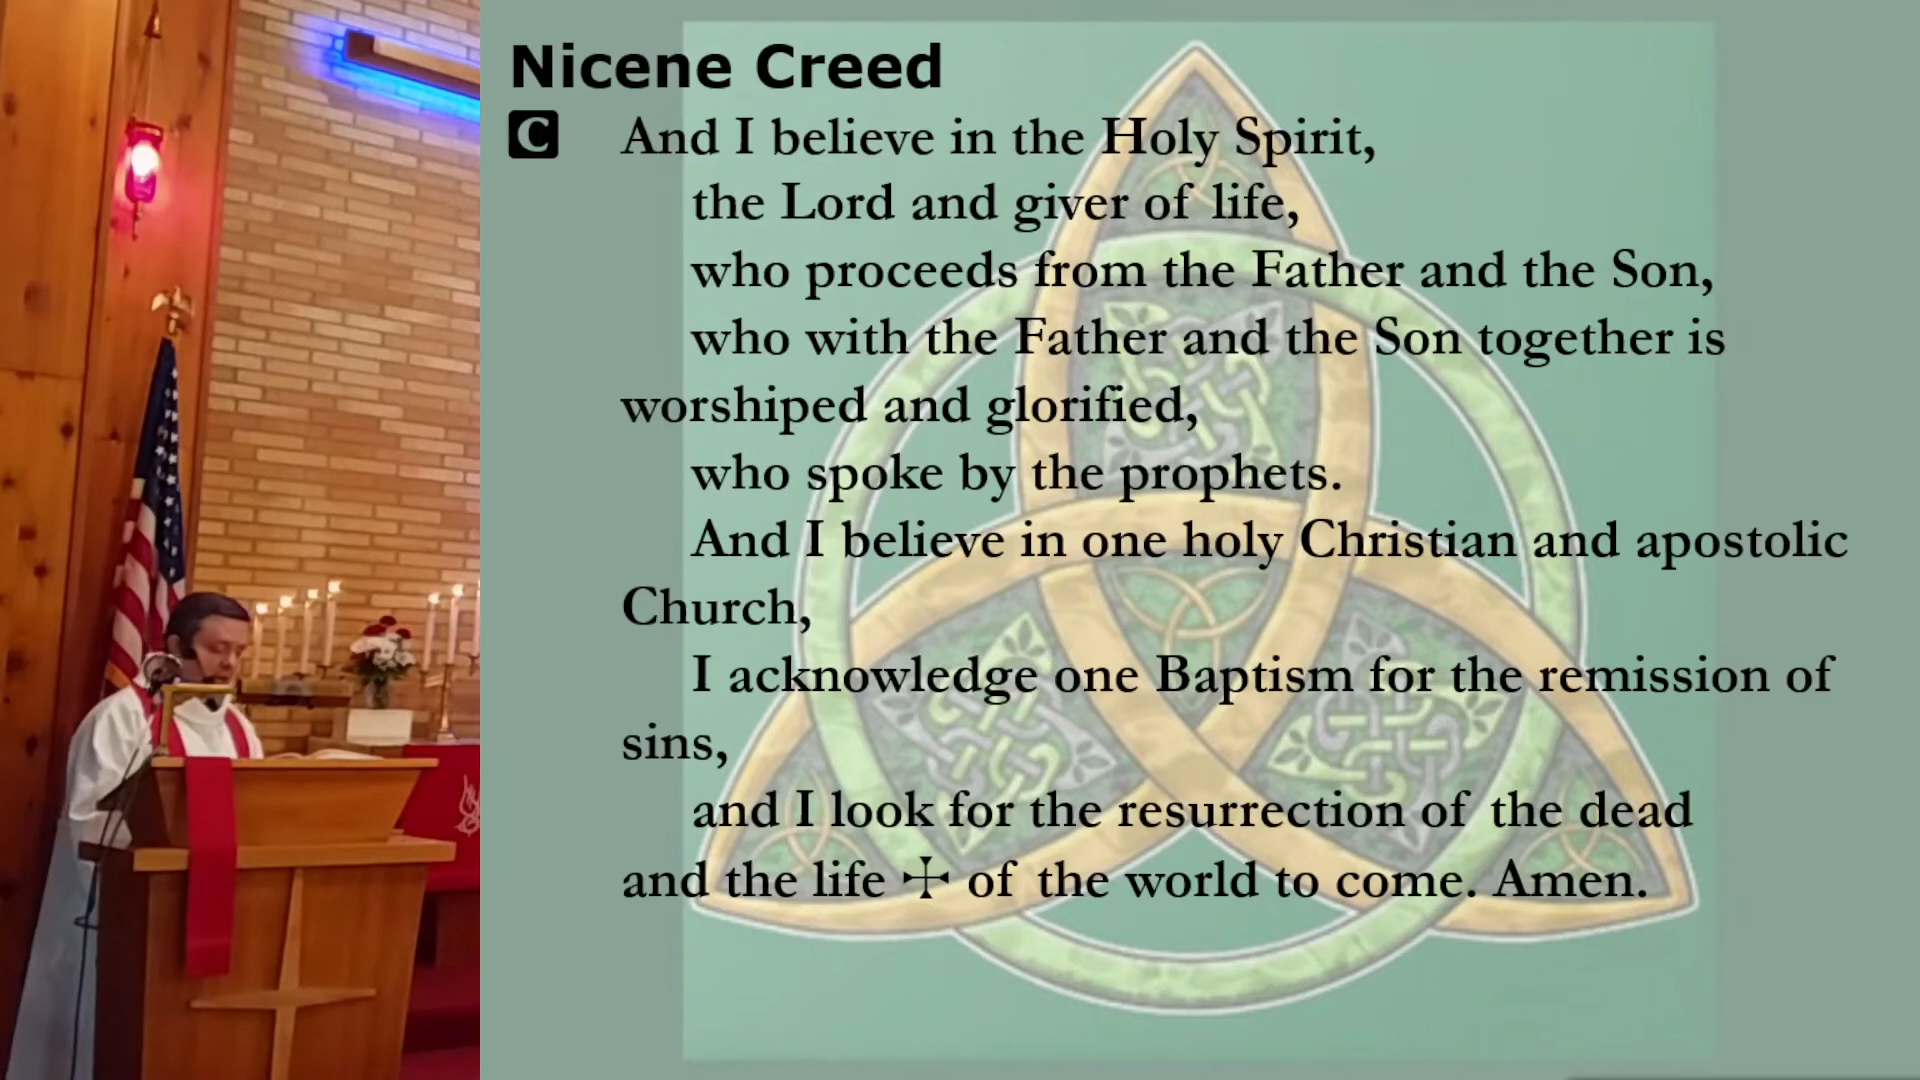 Nicene Creed
C And I believe in the Holy Spirit,
the Lord and giver of life,
who proceeds from the Father and the Son,
who with the Father and the Son together is
worshiped and glorified,
who spoke by the prophets.
And I believe in one holy Christian and apostolic
Church,
I acknowledge one Baptism for the remission of
sins,
and I look for the resurrection of the dead
and the life ☩ of the world to come. Amen.